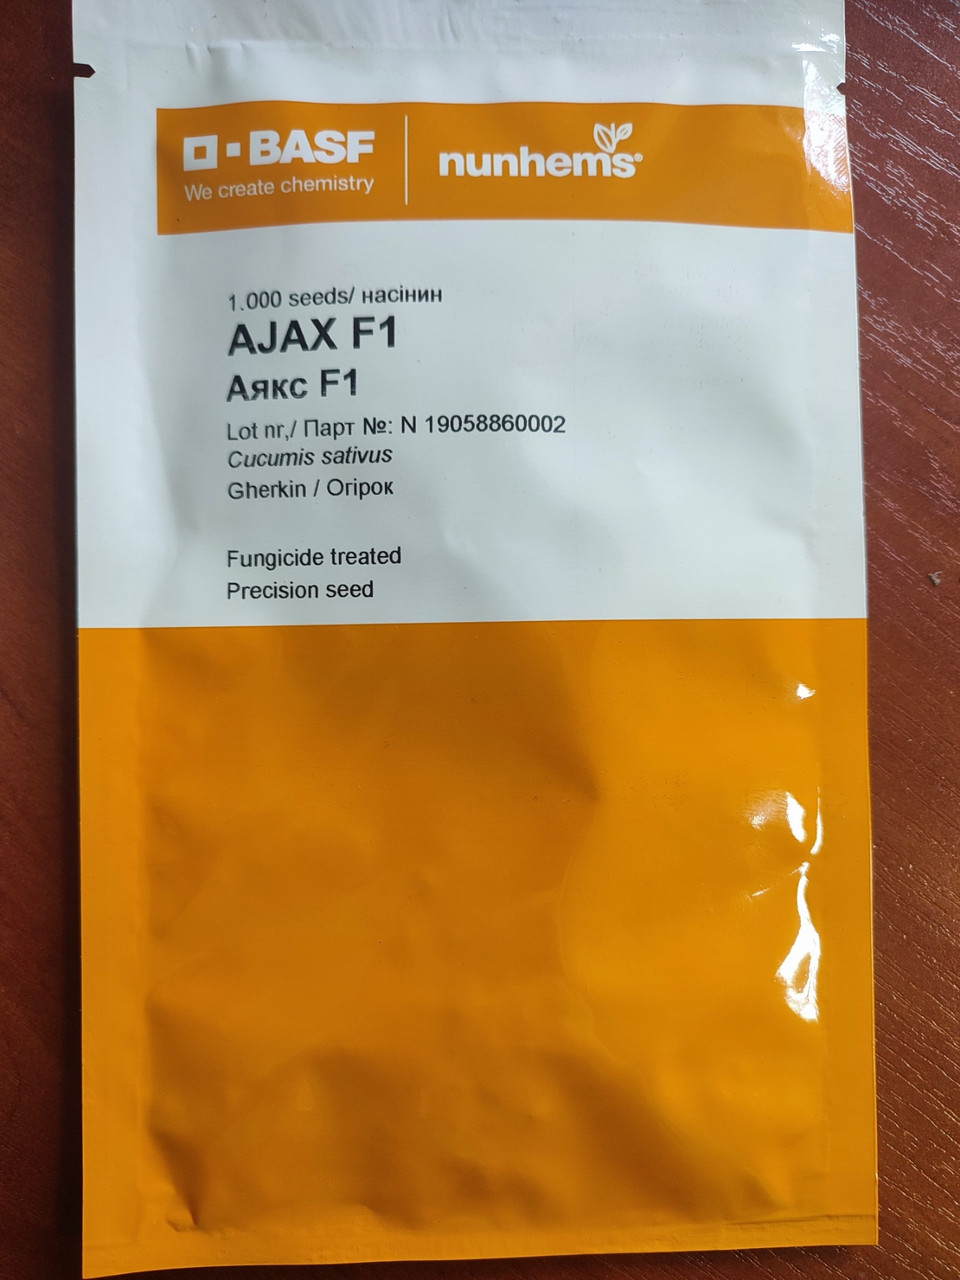 BASF
We create chemistry
nunhems®
1.000 seeds/ насінин
AJAX F1
Аякс F1
Lot nr,/ Парт №: N 19058860002
Cucumis sativus
Gherkin / Огірок
Fungicide treated
Precision seed